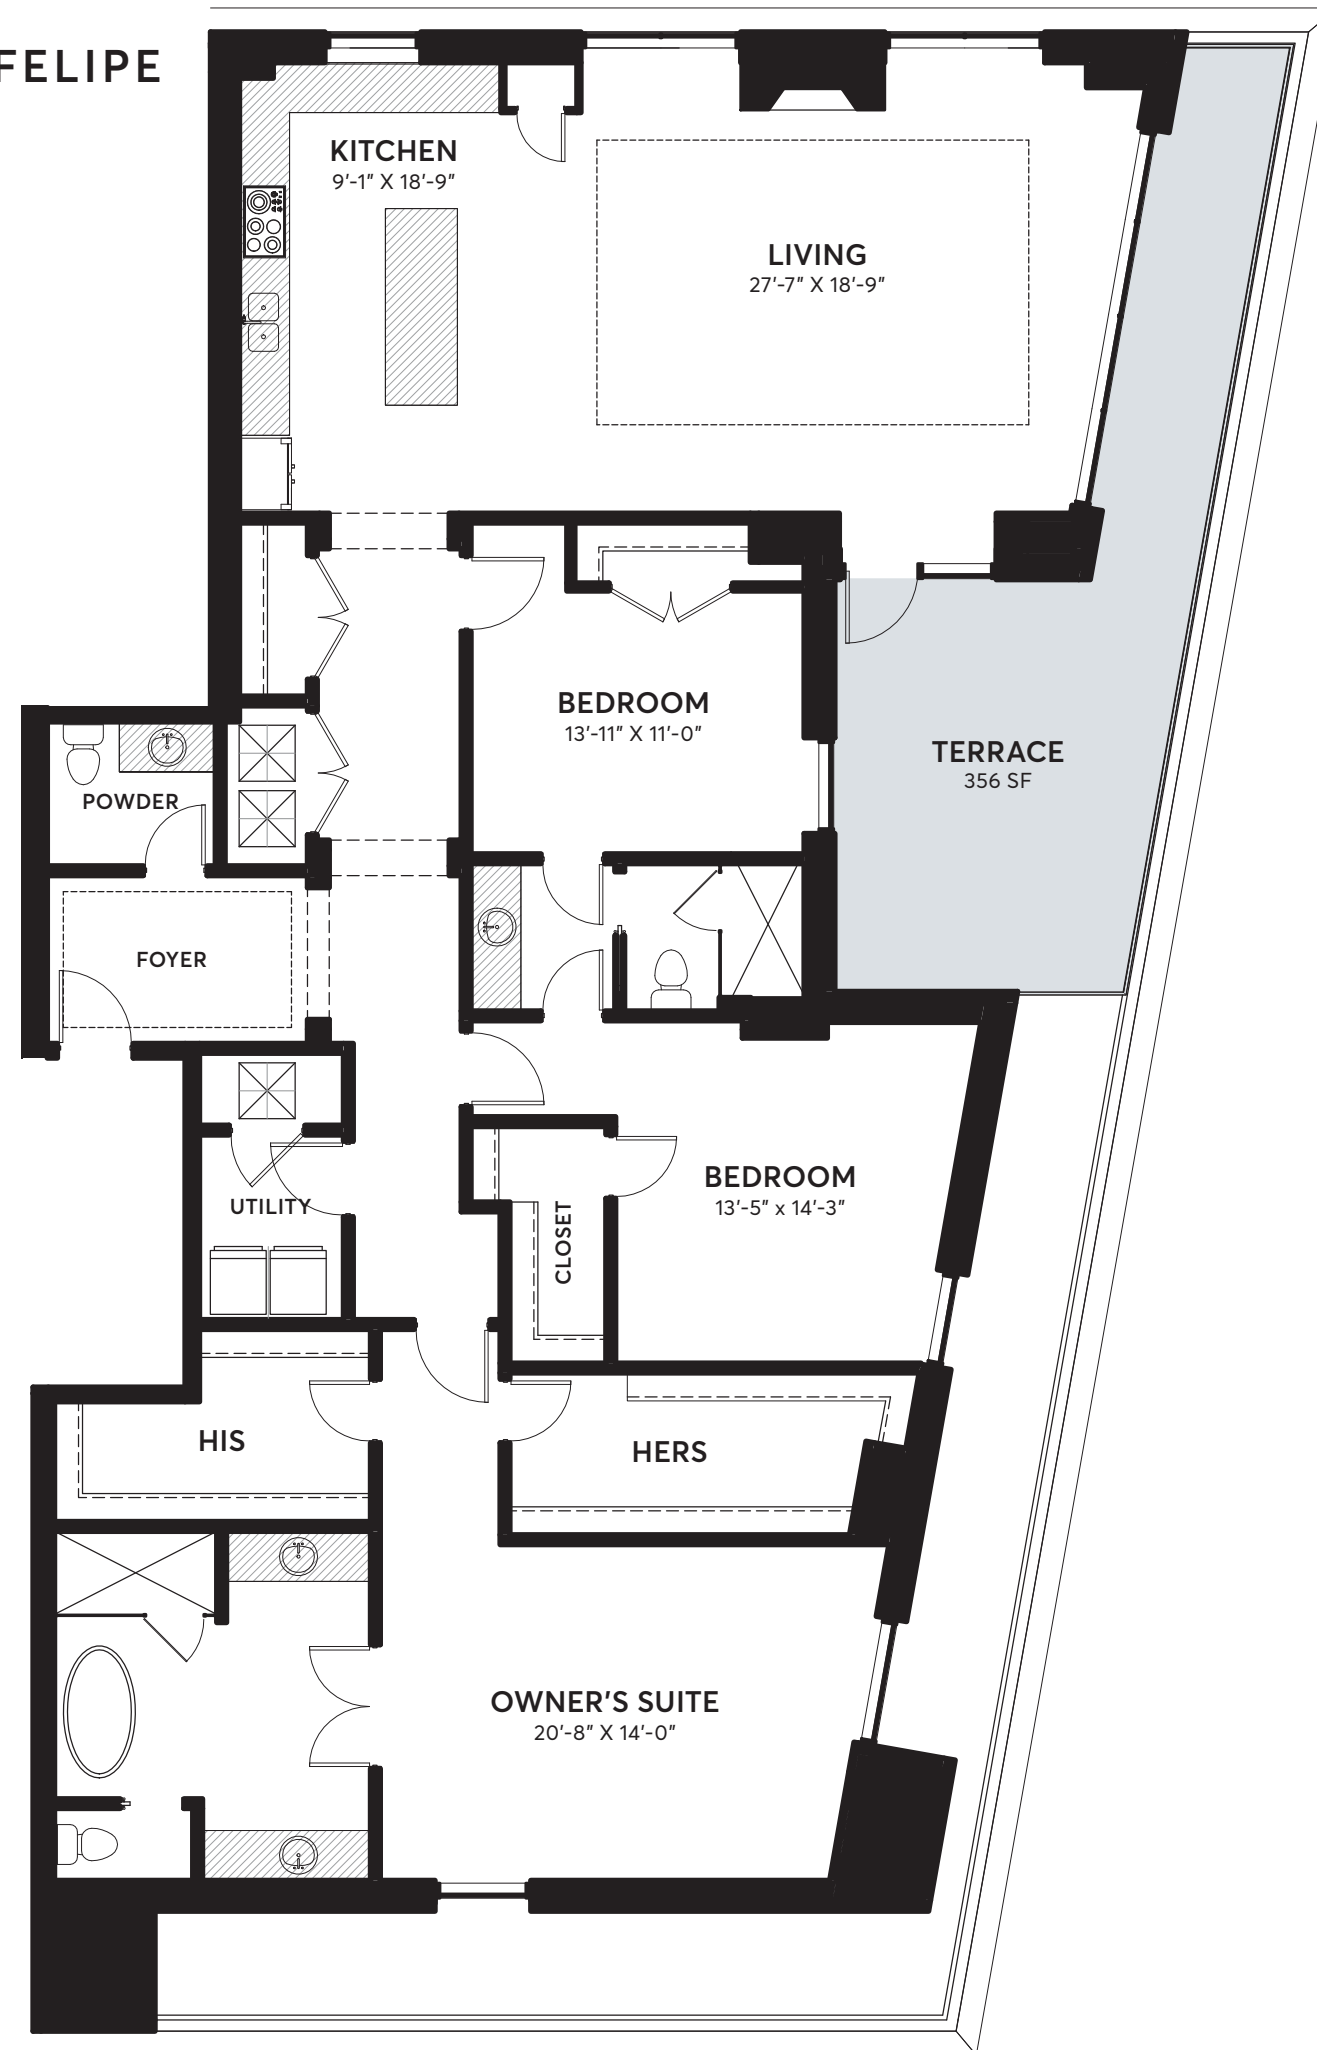 FELIPE
KITCHEN
9'-1" X 18'-9"
LIVING
27'-7" X 18'-9"
BEDROOM
13'-11" X 11'-0"
TERRACE
356 SF
POWDER
FOYER
BEDROOM
13'-5" x 14'-3"
UTILITY
CLOSET
HIS
HERS
OWNER'S SUITE
20'-8" X 14'-0"